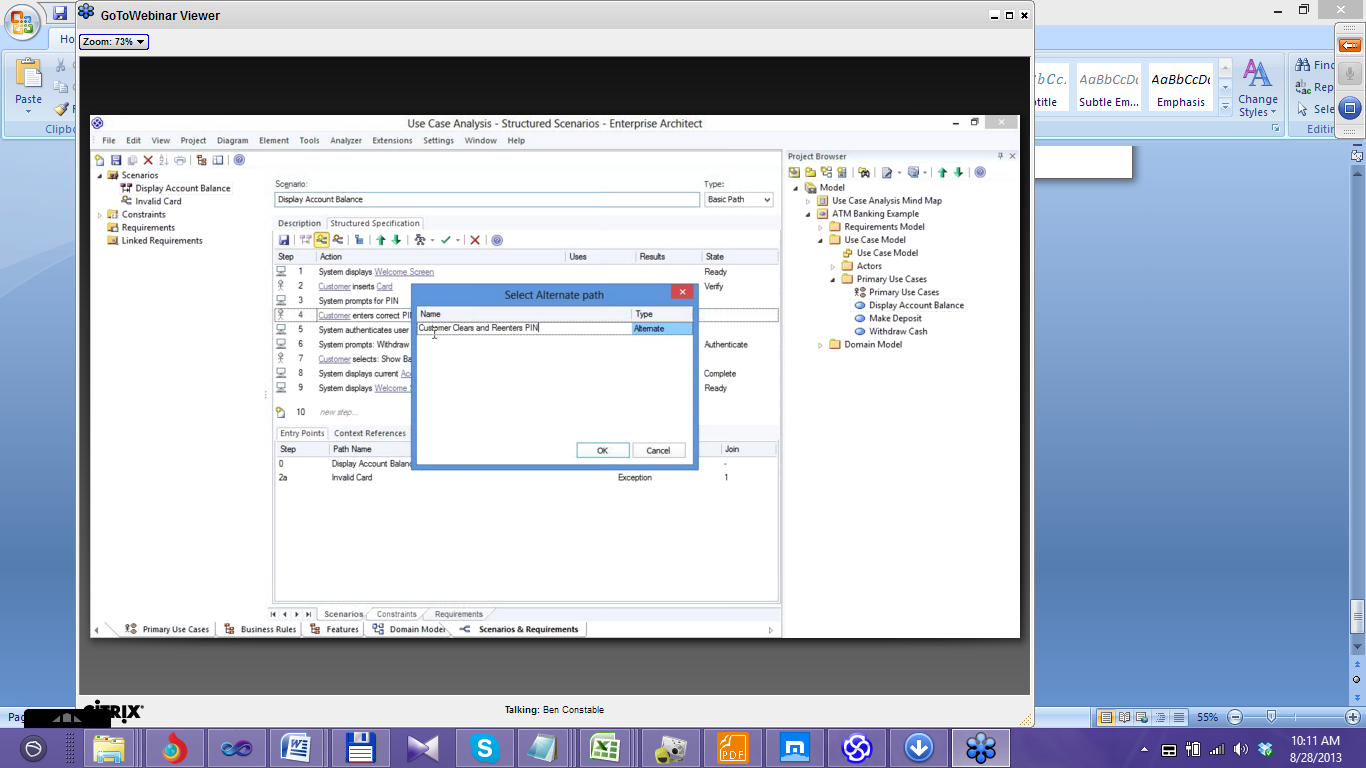 GoToWebinar Viewer
Zoom: 73%
Paste
Subtle Em...
Emphasis
Change
Styles
Use Case Analysis - Structured Scenarios - Enterprise Architect
File Edit View Project Diagram Element Tools Analyzer Extensions Settings Window Help
Project Browser
Scenarios
Display Account Balance
Invalid Card
Constraints
Requirements
Linked Requirements
Scenario:
Type:
Display Account Balance
Basic Path
Description
Structured Specification
Step Action Uses Results State
1 System displays Welcome Screen Ready
2 Customer inserts Card Verify
3 System prompts for PIN
4 Customer enters correct PIN
5 System authenticates user
6 System prompts: Withdraw Authenticate
7 Customer selects: Show Ba
8 System displays current Acc Complete
9 System displays Welcome S Ready
10 new step...
Select Alternate path
Name Type
Customer Clears and Reenters PIN Alternate
OK
Cancel
Entry Points
Context References
Step Path Name Join
0 Display Account Balanc -
2a Invalid Card Exception 1
Scenarios
Constraints
Requirements
Primary Use Cases
Business Rules
Features
Domain Model
Scenarios & Requirements
Model
Use Case Analysis Mind Map
ATM Banking Example
Requirements Model
Use Case Model
Use Case Model
Actors
Primary Use Cases
Primary Use Cases
Display Account Balance
Make Deposit
Withdraw Cash
Domain Model
Talking: Ben Constable
55%
PDF
10:11 AM
8/28/2013